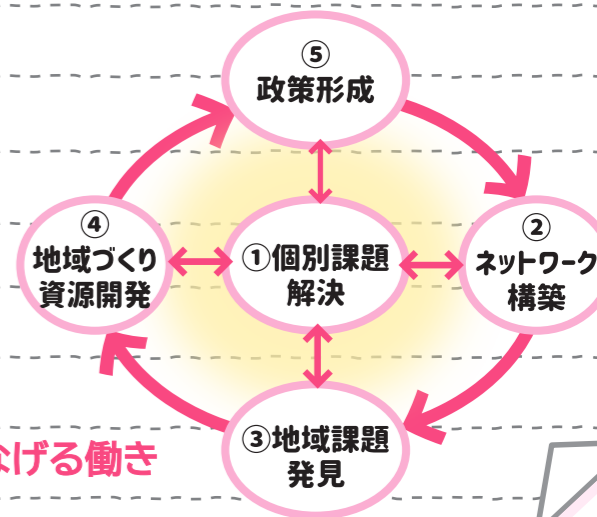 ⑤
政策形成
④
地域づくり
資源開発
①個別課題
解決
②
ネットワーク
構築
③地域課題
発見
なげる働き